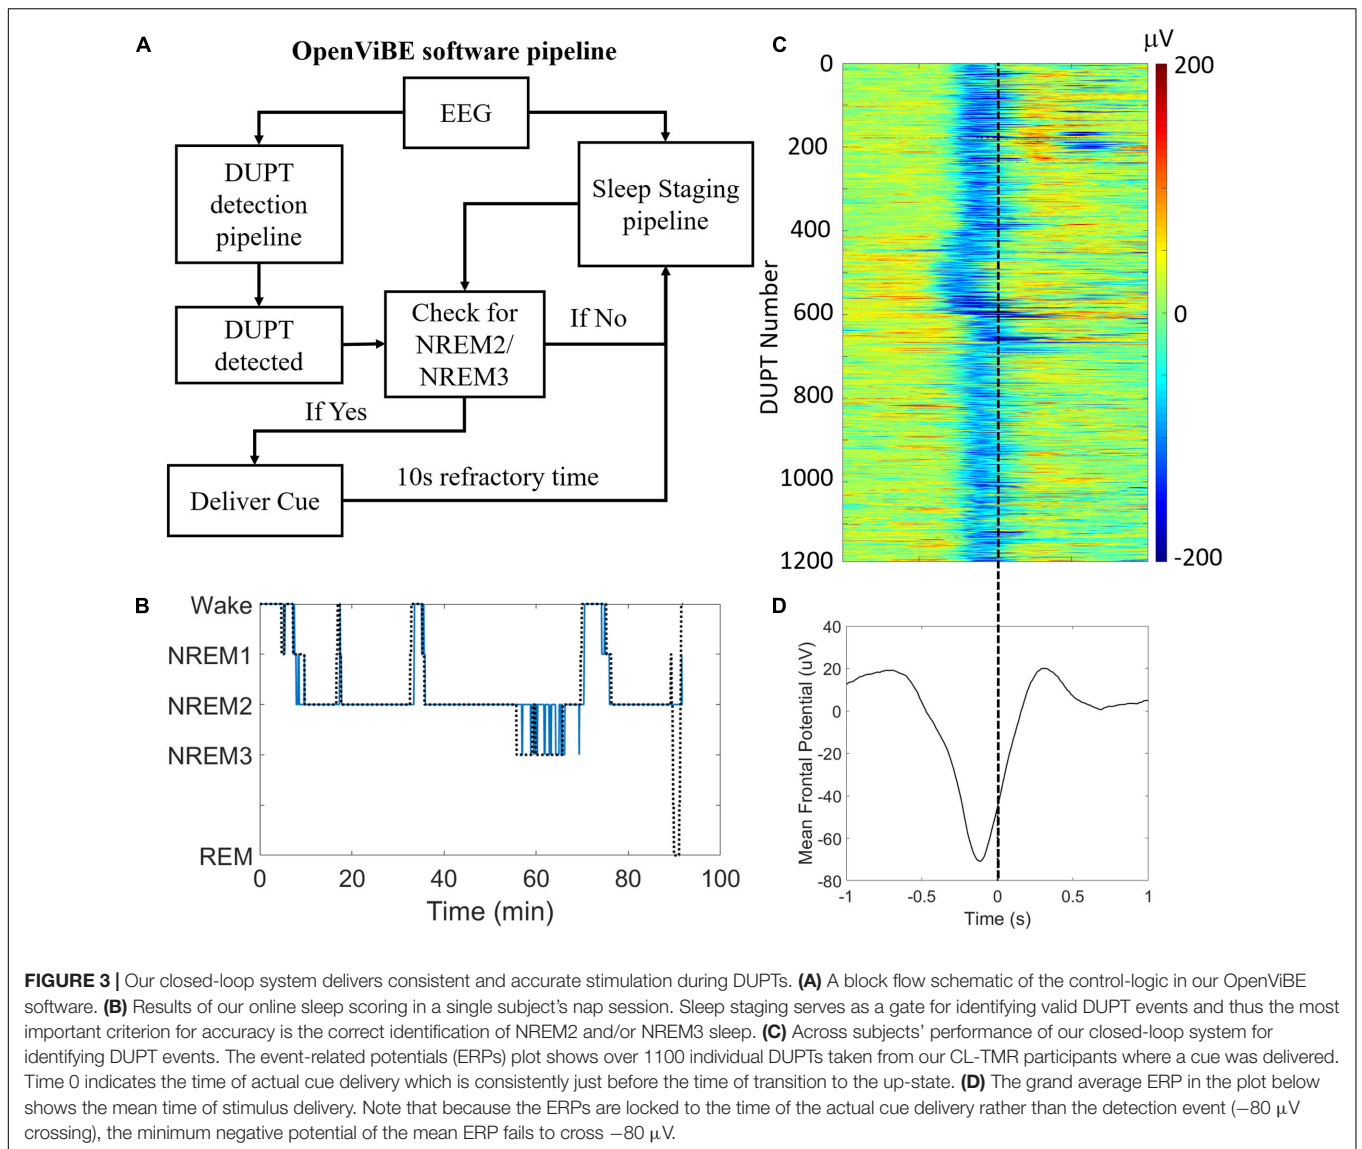 A
OpenViBE software pipeline
EEG
DUPT
detection
pipeline
Sleep Staging
pipeline
DUPT
detected
Check for
NREM2/
NREM3
If No
If Yes
Deliver Cue
10s refractory time
B
Wake
NREM1
NREM2
NREM3
REM
0 20 40 60 80 100
Time (min)
C
µV
200
0
-200
0
200
400
600
800
1000
1200
DUPT Number
D
40
20
0
-20
-40
-60
-80
Mean Frontal Potential (uV)
-1 -0.5 0 0.5 1
Time (s)
FIGURE 3 | Our closed-loop system delivers consistent and accurate stimulation during DUPTs. (A) A block flow schematic of the control-logic in our OpenViBE
software. (B) Results of our online sleep scoring in a single subject's nap session. Sleep staging serves as a gate for identifying valid DUPT events and thus the most
important criterion for accuracy is the correct identification of NREM2 and/or NREM3 sleep. (C) Across subjects' performance of our closed-loop system for
identifying DUPT events. The event-related potentials (ERPs) plot shows over 1100 individual DUPTs taken from our CL-TMR participants where a cue was delivered.
Time 0 indicates the time of actual cue delivery which is consistently just before the time of transition to the up-state. (D) The grand average ERP in the plot below
shows the mean time of stimulus delivery. Note that because the ERPs are locked to the time of the actual cue delivery rather than the detection event (−80 µV
crossing), the minimum negative potential of the mean ERP fails to cross −80 µV.